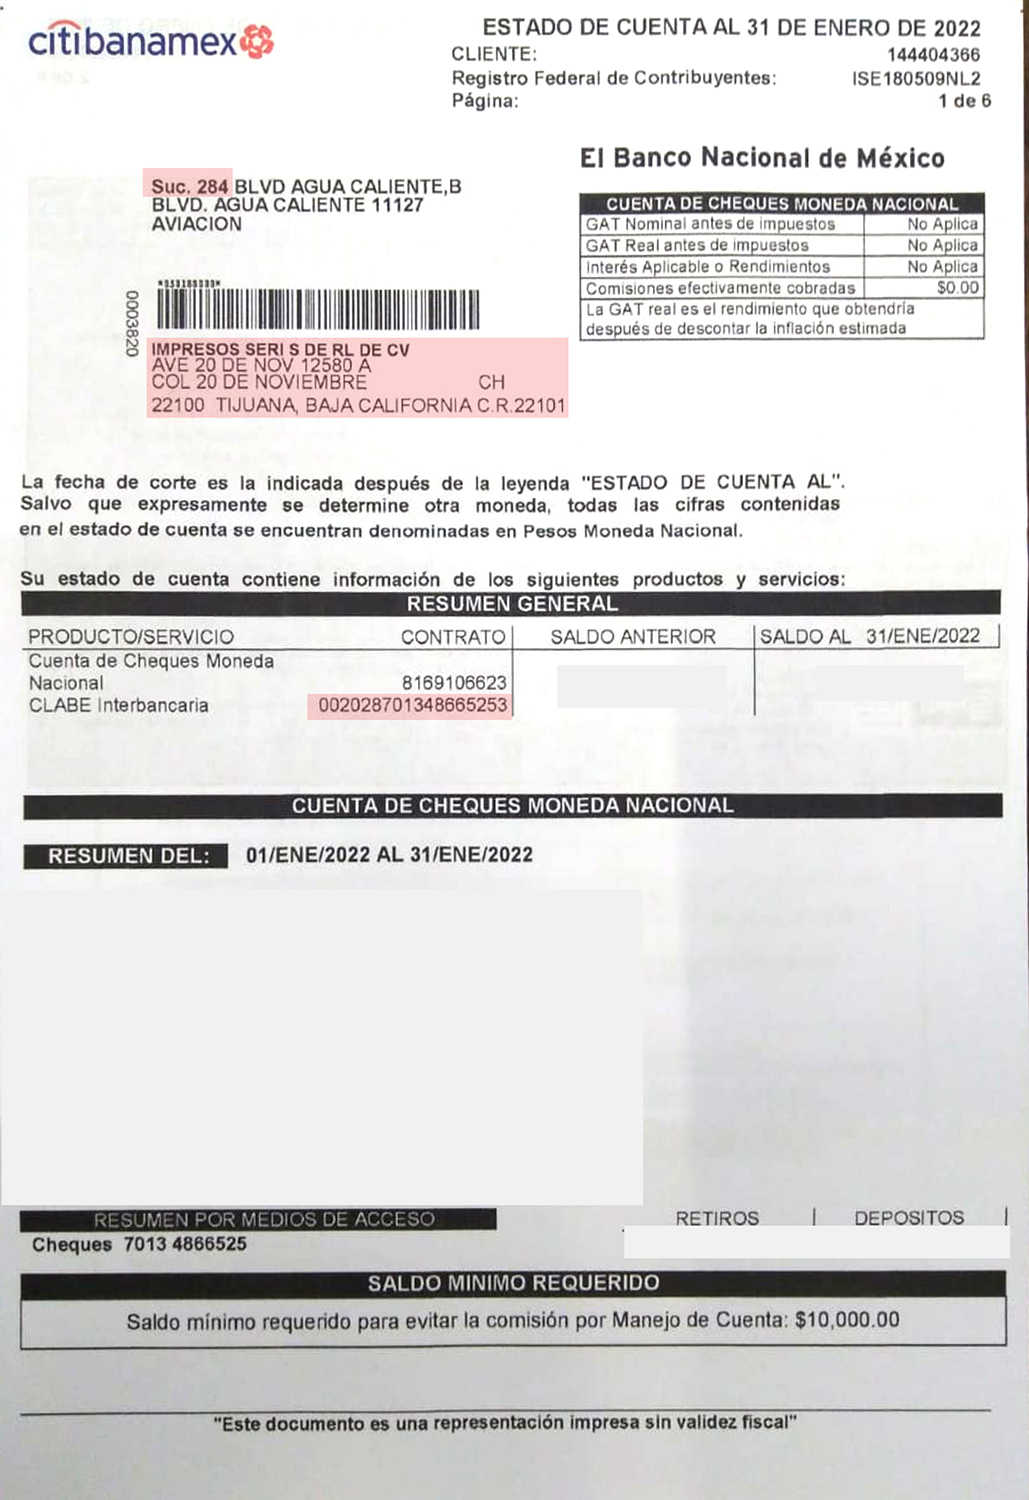 citibanamex
ESTADO DE CUENTA AL 31 DE ENERO DE 2022
CLIENTE: 144404366
Registro Federal de Contribuyentes: ISE180509NL2
Página: 1 de 6
El Banco Nacional de México
Suc. 284 BLVD AGUA CALIENTE,B
BLVD. AGUA CALIENTE 11127
AVIACION
CUENTA DE CHEQUES MONEDA NACIONAL
GAT Nominal antes de impuestos No Aplica
GAT Real antes de impuestos No Aplica
Interés Aplicable o Rendimientos No Aplica
Comisiones efectivamente cobradas $0.00
La GAT real es el rendimiento que obtendría
después de descontar la inflación estimada
0003820
IMPRESOS SERI S DE RL DE CV
AVE 20 DE NOV 12580 A
COL 20 DE NOVIEMBRE CH
22100 TIJUANA, BAJA CALIFORNIA C.R.22101
La fecha de corte es la indicada después de la leyenda "ESTADO DE CUENTA AL".
Salvo que expresamente se determine otra moneda, todas las cifras contenidas
en el estado de cuenta se encuentran denominadas en Pesos Moneda Nacional.
Su estado de cuenta contiene información de los siguientes productos y servicios:
RESUMEN GENERAL
PRODUCTO/SERVICIO CONTRATO SALDO ANTERIOR SALDO AL 31/ENE/2022
Cuenta de Cheques Moneda
Nacional 8169106623
CLABE Interbancaria 002028701348665253
CUENTA DE CHEQUES MONEDA NACIONAL
RESUMEN DEL: 01/ENE/2022 AL 31/ENE/2022
RESUMEN POR MEDIOS DE ACCESO RETIROS DEPOSITOS
Cheques 7013 4866525
SALDO MINIMO REQUERIDO
Saldo mínimo requerido para evitar la comisión por Manejo de Cuenta: $10,000.00
"Este documento es una representación impresa sin validez fiscal"